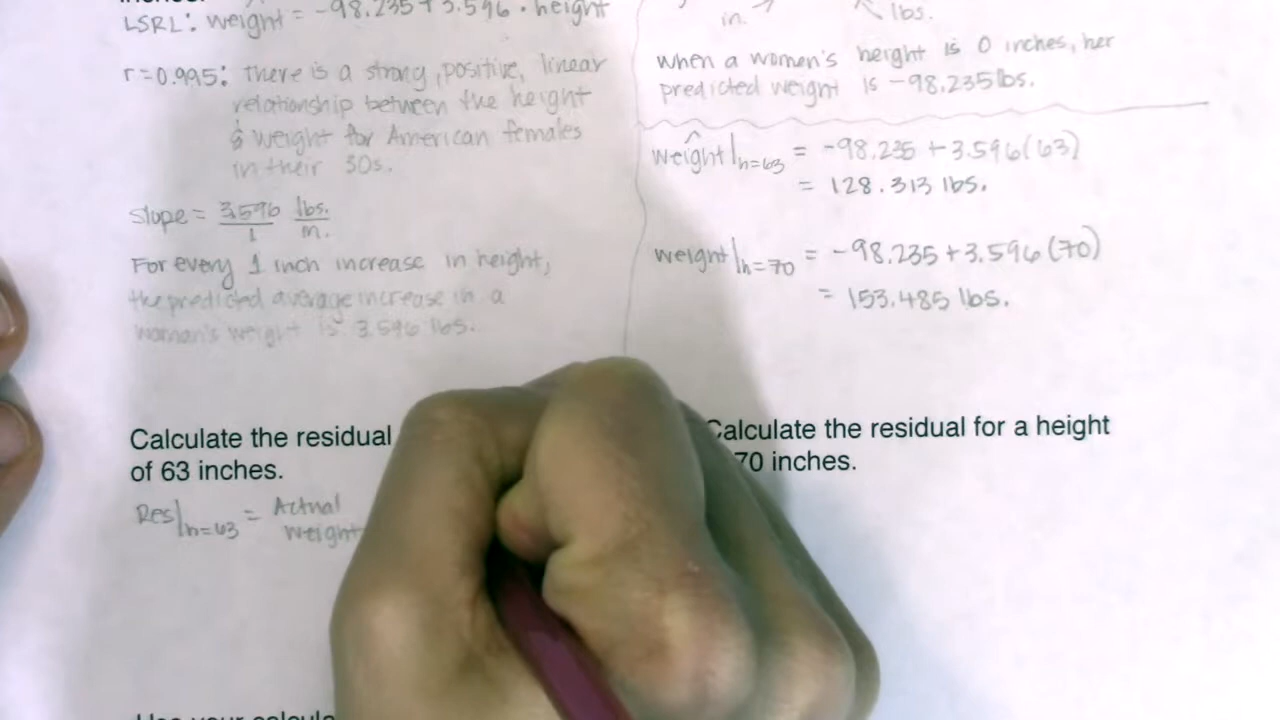 LSRL: weight = -98.235 + 3.596 · height
r=0.995: There is a strong, positive, linear
relationship between the height
& weight for American females
in their 30s.
Slope = 3.596 lbs.
1 in.
For every 1 inch increase in height,
the predicted average increase in a
woman's weight is 3.596 lbs.
in. lbs.
when a women's height is 0 inches, her
predicted weight is -98.235 lbs.
weight|h=63 = -98.235 + 3.596(63)
= 128.313 lbs.
weight|h=70 = -98.235 + 3.596(70)
= 153.485 lbs.
Calculate the residual
of 63 inches.
Res|h=63 = Actual
weight
Calculate the residual for a height
70 inches.
Use your